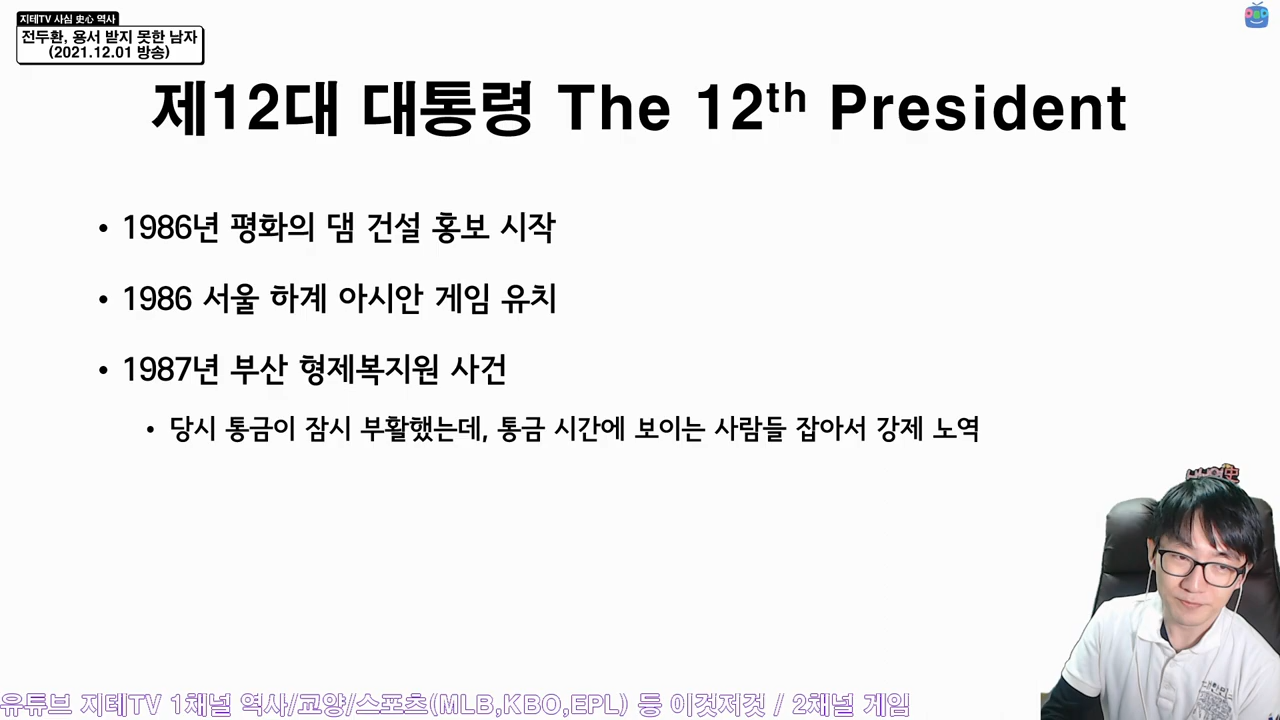 지테TV 사심 史心 역사
전두환, 용서 받지 못한 남자
(2021.12.01 방송)
제12대 대통령 The 12th President
• 1986년 평화의 댐 건설 홍보 시작
• 1986 서울 하계 아시안 게임 유치
• 1987년 부산 형제복지원 사건
• 당시 통금이 잠시 부활했는데, 통금 시간에 보이는 사람들 잡아서 강제 노역
유튜브 지테TV 1채널 역사/교양/스포츠(MLB,KBO,EPL) 등 이것저것 / 2채널 게임